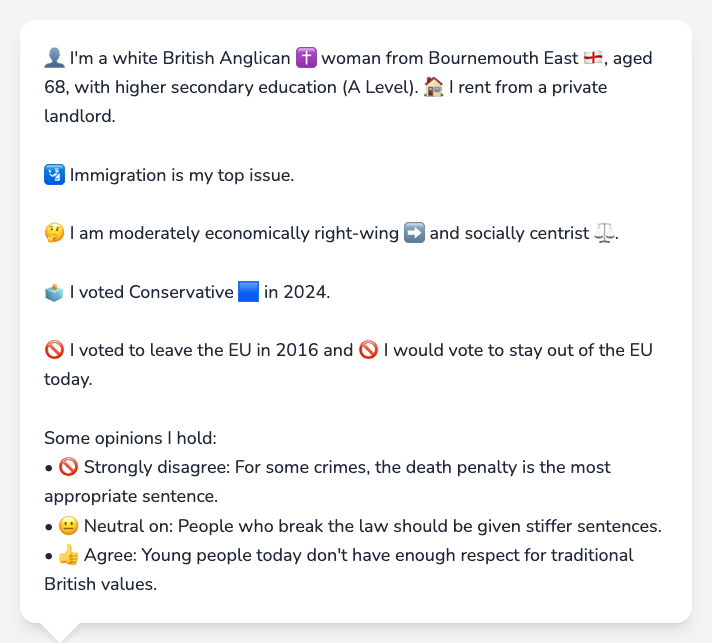 👤 I'm a white British Anglican ✝️ woman from Bournemouth East 🏴󠁧󠁢󠁥󠁮󠁧󠁿, aged
68, with higher secondary education (A Level). 🏠 I rent from a private
landlord.
🛂 Immigration is my top issue.
🤔 I am moderately economically right-wing ➡️ and socially centrist ⚖️.
🗳️ I voted Conservative 🟦 in 2024.
🚫 I voted to leave the EU in 2016 and 🚫 I would vote to stay out of the EU
today.
Some opinions I hold:
• 🚫 Strongly disagree: For some crimes, the death penalty is the most
appropriate sentence.
• 😐 Neutral on: People who break the law should be given stiffer sentences.
• 👍 Agree: Young people today don't have enough respect for traditional
British values.